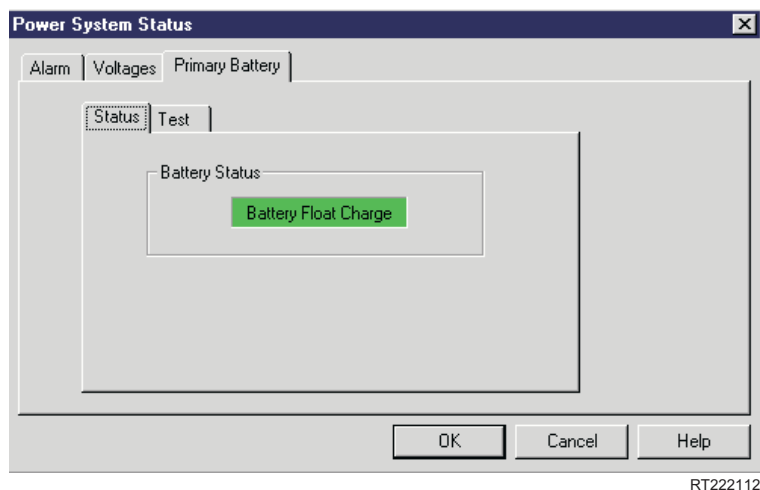 Power System Status
Alarm Voltages Primary Battery
Status Test
Battery Status
Battery Float Charge
OK Cancel Help
RT222112